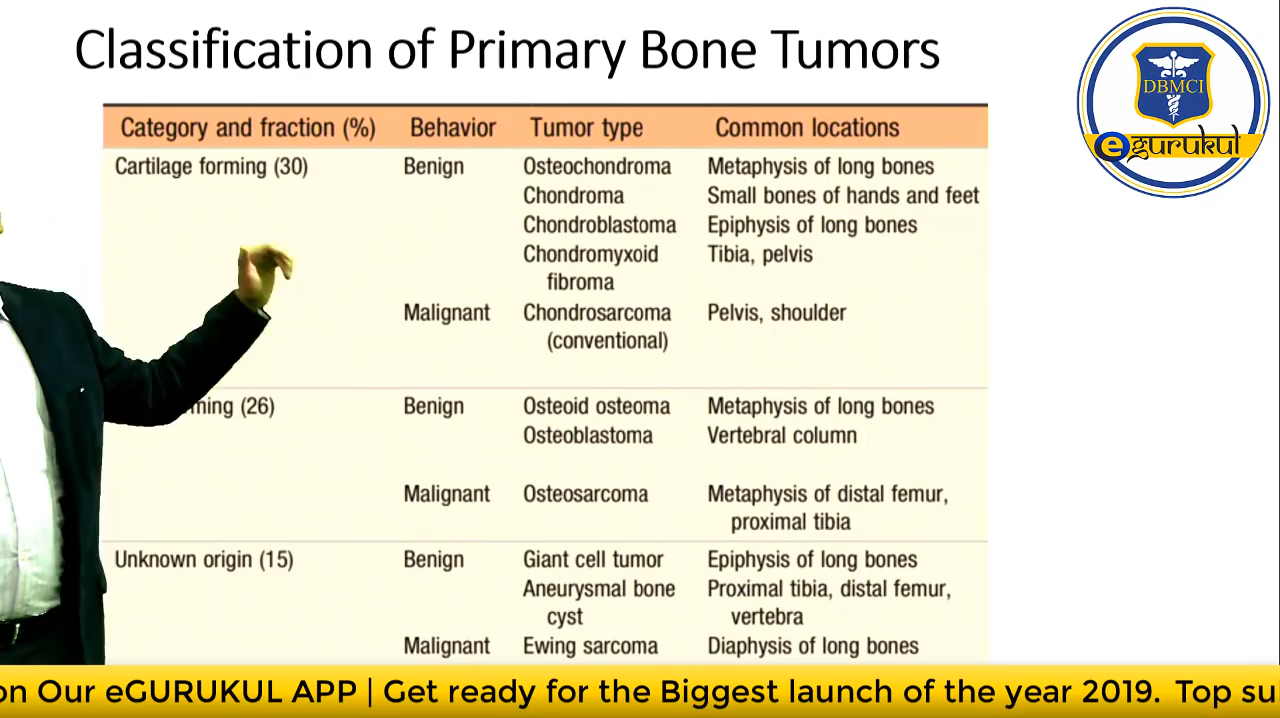 Classification of Primary Bone Tumors
DBMCI
egurukul
Category and fraction (%) Behavior Tumor type Common locations
Cartilage forming (30) Benign Osteochondroma Metaphysis of long bones
Chondroma Small bones of hands and feet
Chondroblastoma Epiphysis of long bones
Chondromyxoid Tibia, pelvis
fibroma
Malignant Chondrosarcoma Pelvis, shoulder
(conventional)
ming (26) Benign Osteoid osteoma Metaphysis of long bones
Osteoblastoma Vertebral column
Malignant Osteosarcoma Metaphysis of distal femur,
proximal tibia
Unknown origin (15) Benign Giant cell tumor Epiphysis of long bones
Aneurysmal bone Proximal tibia, distal femur,
cyst vertebra
Malignant Ewing sarcoma Diaphysis of long bones
on Our eGURUKUL APP | Get ready for the Biggest launch of the year 2019. Top su